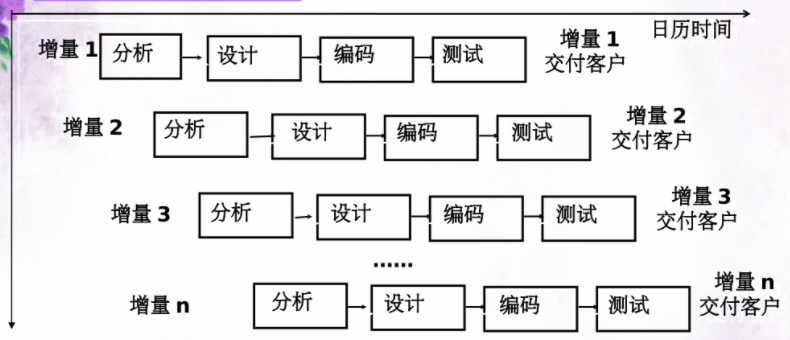 日历时间
增量 1 分析 设计 编码 测试 增量 1
交付客户
增量 2 分析 设计 编码 测试 增量 2
交付客户
增量 3 分析 设计 编码 测试 增量 3
交付客户
……
增量 n 分析 设计 编码 测试 增量 n
交付客户